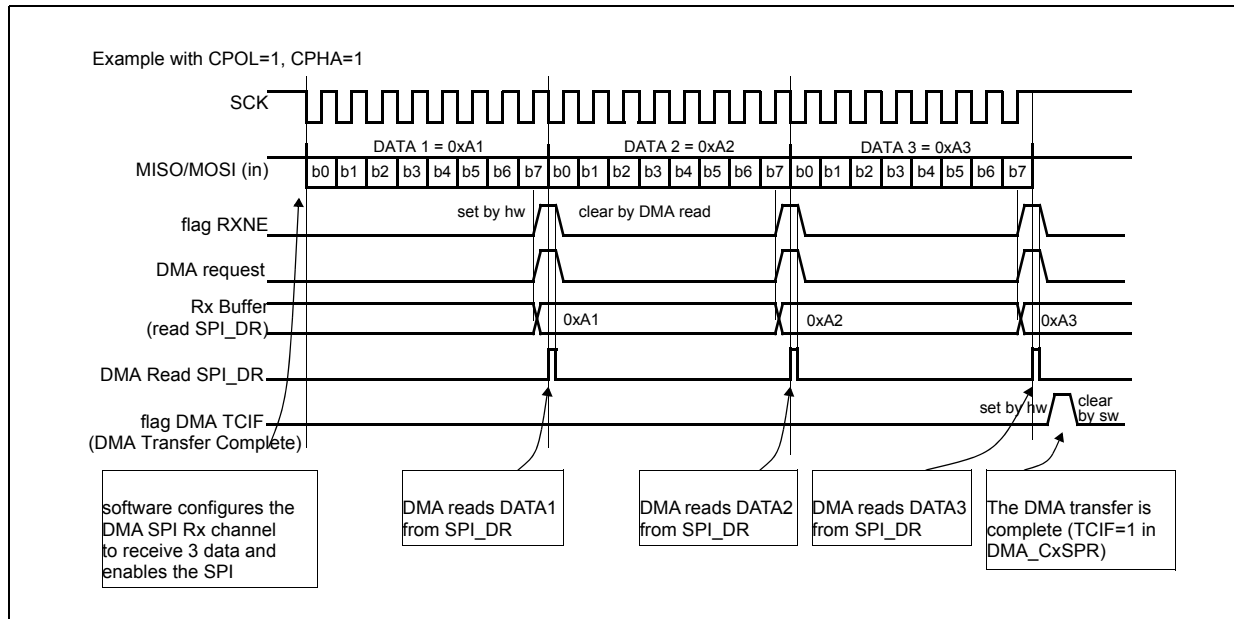 Example with CPOL=1, CPHA=1
SCK
DATA 1 = 0xA1
DATA 2 = 0xA2
DATA 3 = 0xA3
MISO/MOSI (in)
b0 b1 b2 b3 b4 b5 b6 b7 b0 b1 b2 b3 b4 b5 b6 b7 b0 b1 b2 b3 b4 b5 b6 b7
set by hw
clear by DMA read
flag RXNE
DMA request
Rx Buffer
(read SPI_DR)
0xA1
0xA2
0xA3
DMA Read SPI_DR
flag DMA TCIF
(DMA Transfer Complete)
set by hw
clear
by sw
software configures the
DMA SPI Rx channel
to receive 3 data and
enables the SPI
DMA reads DATA1
from SPI_DR
DMA reads DATA2
from SPI_DR
DMA reads DATA3
from SPI_DR
The DMA transfer is
complete (TCIF=1 in
DMA_CxSPR)